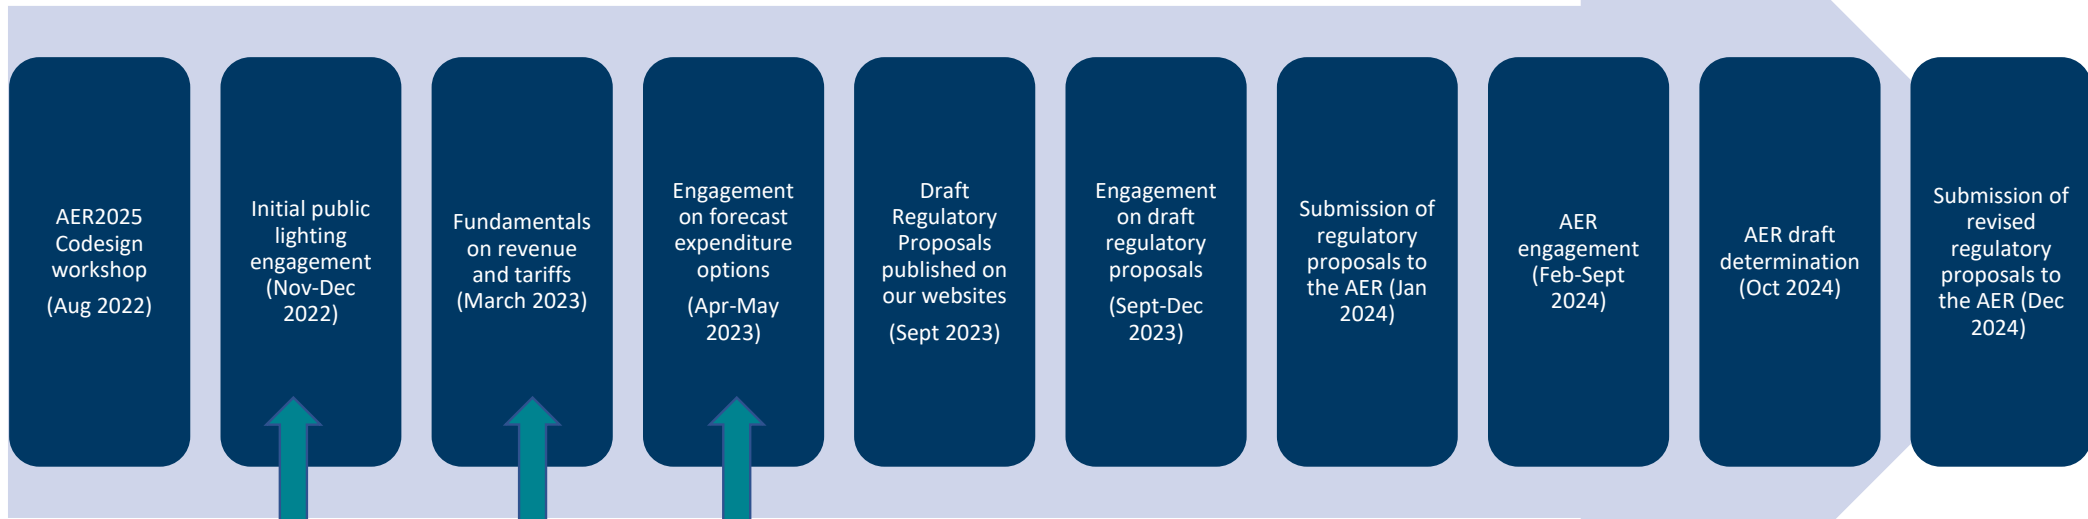 AER2025
Codesign
workshop
(Aug 2022)
Initial public
lighting
engagement
(Nov-Dec
2022)
Fundamentals
on revenue
and tariffs
(March 2023)
Engagement
on forecast
expenditure
options
(Apr-May
2023)
Draft
Regulatory
Proposals
published on
our websites
(Sept 2023)
Engagement
on draft
regulatory
proposals
(Sept-Dec
2023)
Submission of
regulatory
proposals to
the AER (Jan
2024)
AER
engagement
(Feb-Sept
2024)
AER draft
determination
(Oct 2024)
Submission of
revised
regulatory
proposals to
the AER (Dec
2024)